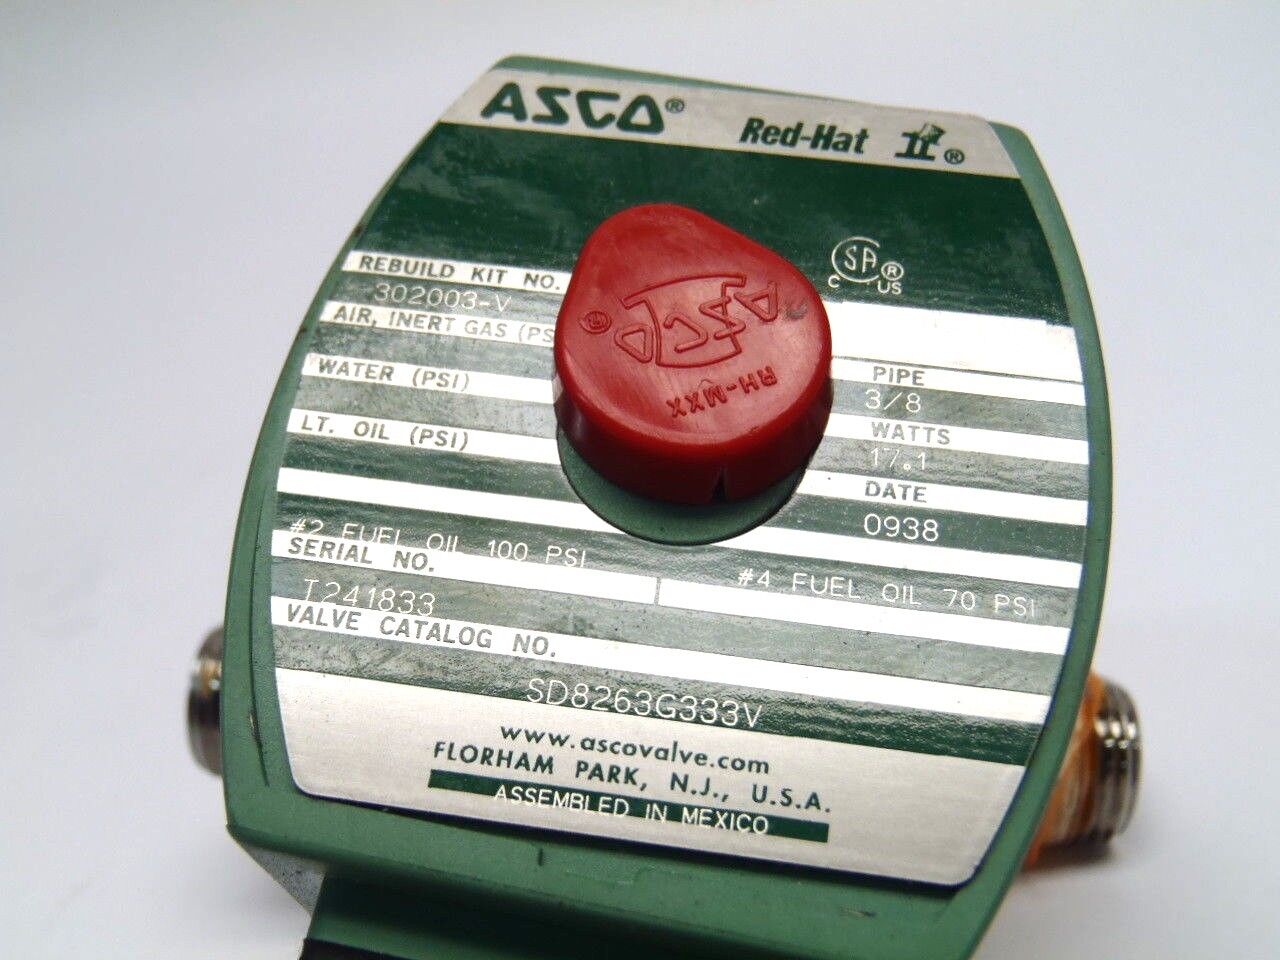 ASCO®
Red-Hat II®
SA®
C US
REBUILD KIT NO.
302003-V
AIR, INERT GAS (PS
WATER (PSI)
LT. OIL (PSI)
ASCO®
RH-MXX
PIPE
3/8
WATTS
17.1
DATE
0938
#2 FUEL OIL 100 PSI
#4 FUEL OIL 70 PSI
SERIAL NO.
T241833
VALVE CATALOG NO.
SD8263G333V
www.ascovalve.com
FLORHAM PARK, N.J., U.S.A.
ASSEMBLED IN MEXICO